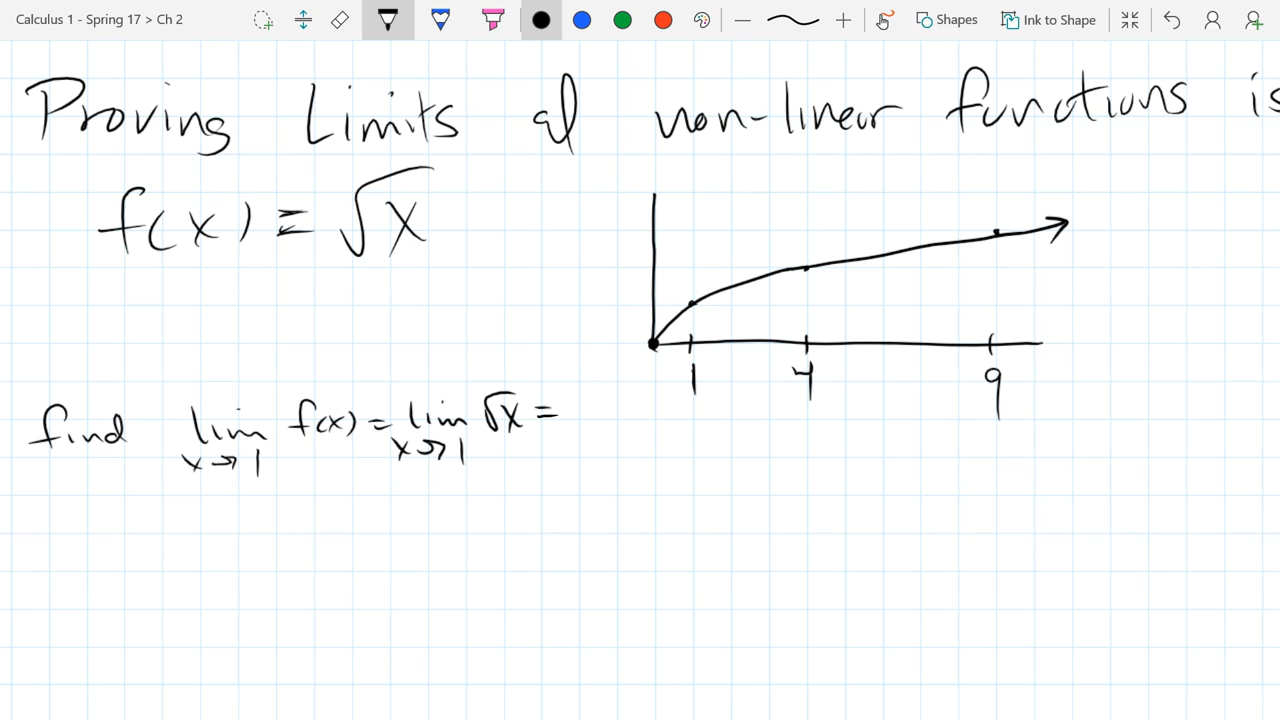 Calculus 1 - Spring 17 > Ch 2
Shapes
Ink to Shape
Proving Limits of non-linear functions is
f(x) = √x
1 4 9
find lim x→1 f(x) = lim x→1 √x =